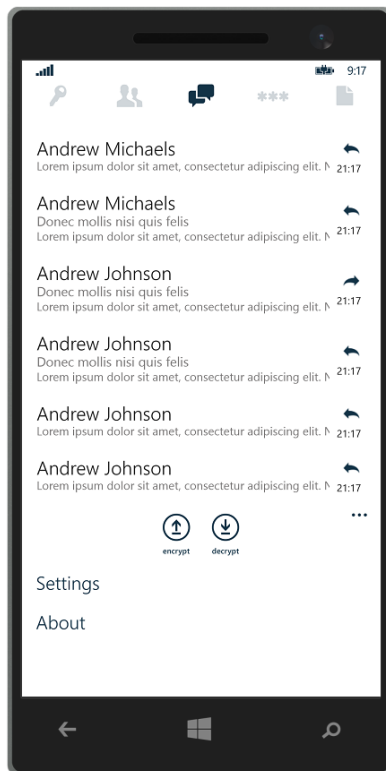 9:17
***
Andrew Michaels
Lorem ipsum dolor sit amet, consectetur adipiscing elit.
21:17
Andrew Michaels
Donec mollis nisi quis felis
Lorem ipsum dolor sit amet, consectetur adipiscing elit.
21:17
Andrew Johnson
Donec mollis nisi quis felis
Lorem ipsum dolor sit amet, consectetur adipiscing elit.
21:17
Andrew Johnson
Donec mollis nisi quis felis
Lorem ipsum dolor sit amet, consectetur adipiscing elit.
21:17
Andrew Johnson
Lorem ipsum dolor sit amet, consectetur adipiscing elit.
21:17
Andrew Johnson
Lorem ipsum dolor sit amet, consectetur adipiscing elit.
21:17
encrypt
decrypt
Settings
About